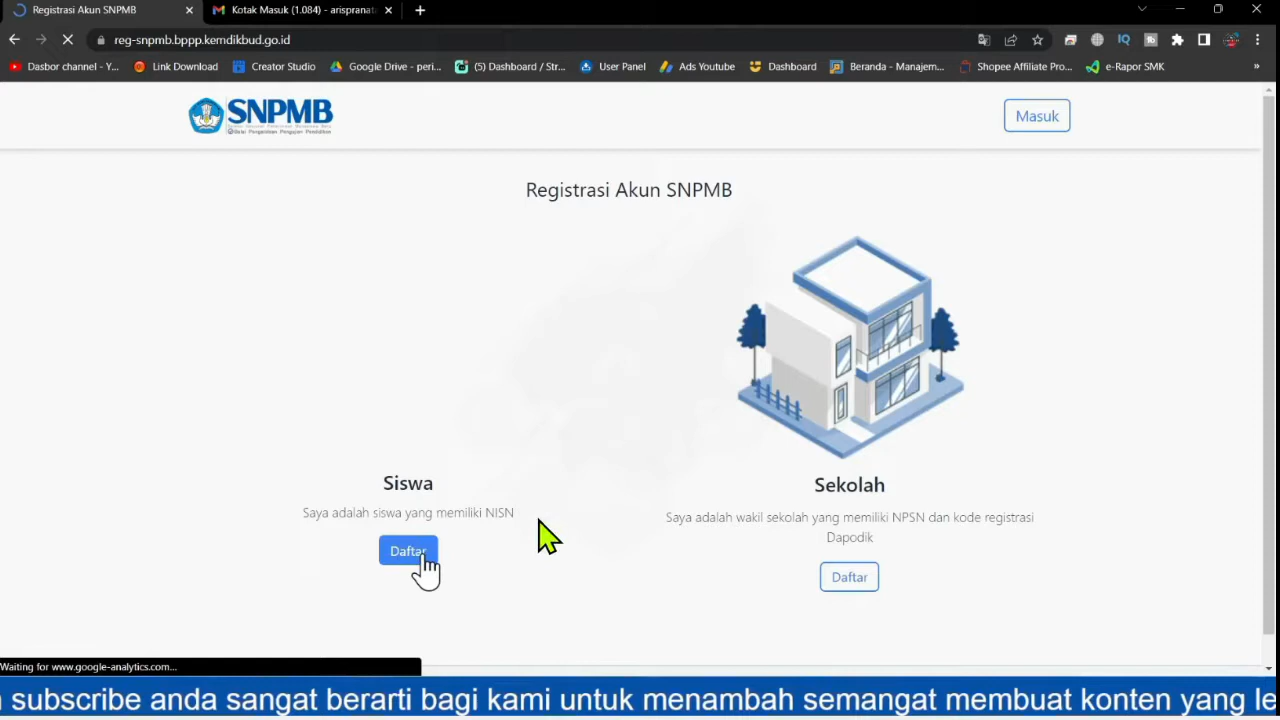 Registrasi Akun SNPMB
Kotak Masuk (1.084) - arispranat
reg-snpmb.bppp.kemdikbud.go.id
Dasbor channel - Y...
Link Download
Creator Studio
Google Drive - peri...
(5) Dashboard / Str...
User Panel
Ads Youtube
Dashboard
Beranda - Manajem...
Shopee Affiliate Pro...
e-Rapor SMK
»
SNPMB
Masuk
Registrasi Akun SNPMB
Siswa
Saya adalah siswa yang memiliki NISN
Daftar
Sekolah
Saya adalah wakil sekolah yang memiliki NPSN dan kode registrasi
Dapodik
Daftar
Waiting for www.google-analytics.com...
subscribe anda sangat berarti bagi kami untuk menambah semangat membuat konten yang le